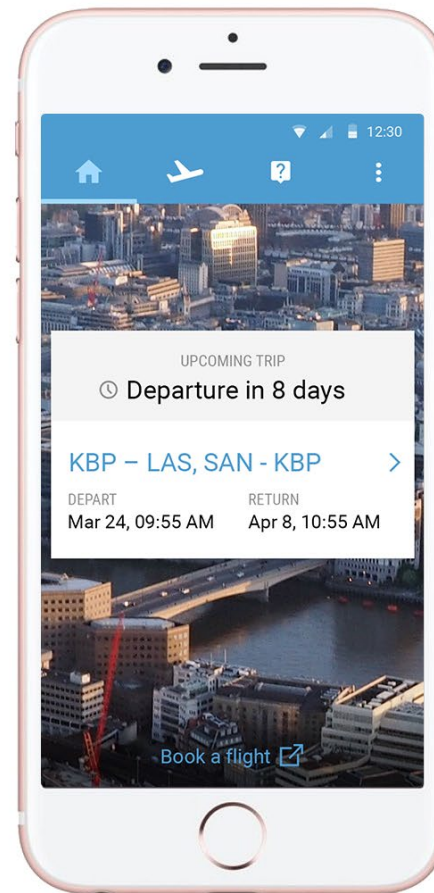 12:30
?
UPCOMING TRIP
Departure in 8 days
KBP – LAS, SAN - KBP
DEPART RETURN
Mar 24, 09:55 AM Apr 8, 10:55 AM
Book a flight